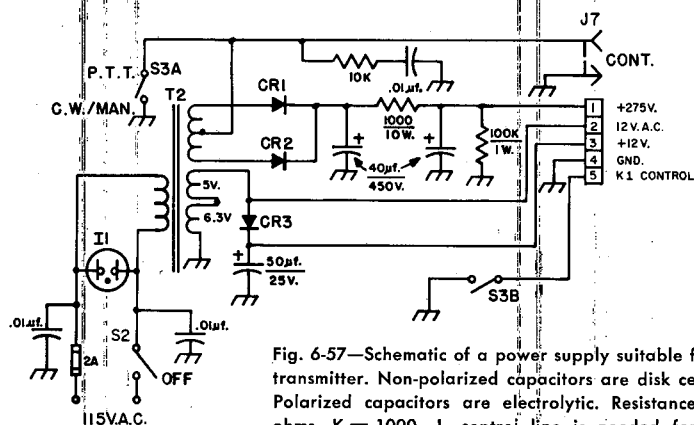 J7
P.T.T.
S3A
CONT.
10K
.01µf.
C.W./MAN.
T2
CR1
1 +275V.
1000
10W.
2 12V.A.C.
CR2
100K
1W.
3 +12V.
40µf.
450V.
4 GND.
5V.
5 K1 CONTROL
6.3V
CR3
I1
50µf.
25V.
S3B
.01µf.
S2
.01µf.
2A
OFF
115V.A.C.
Fig. 6-57—Schematic of a power supply suitable f
transmitter. Non-polarized capacitors are disk ce
Polarized capacitors are electrolytic. Resistance